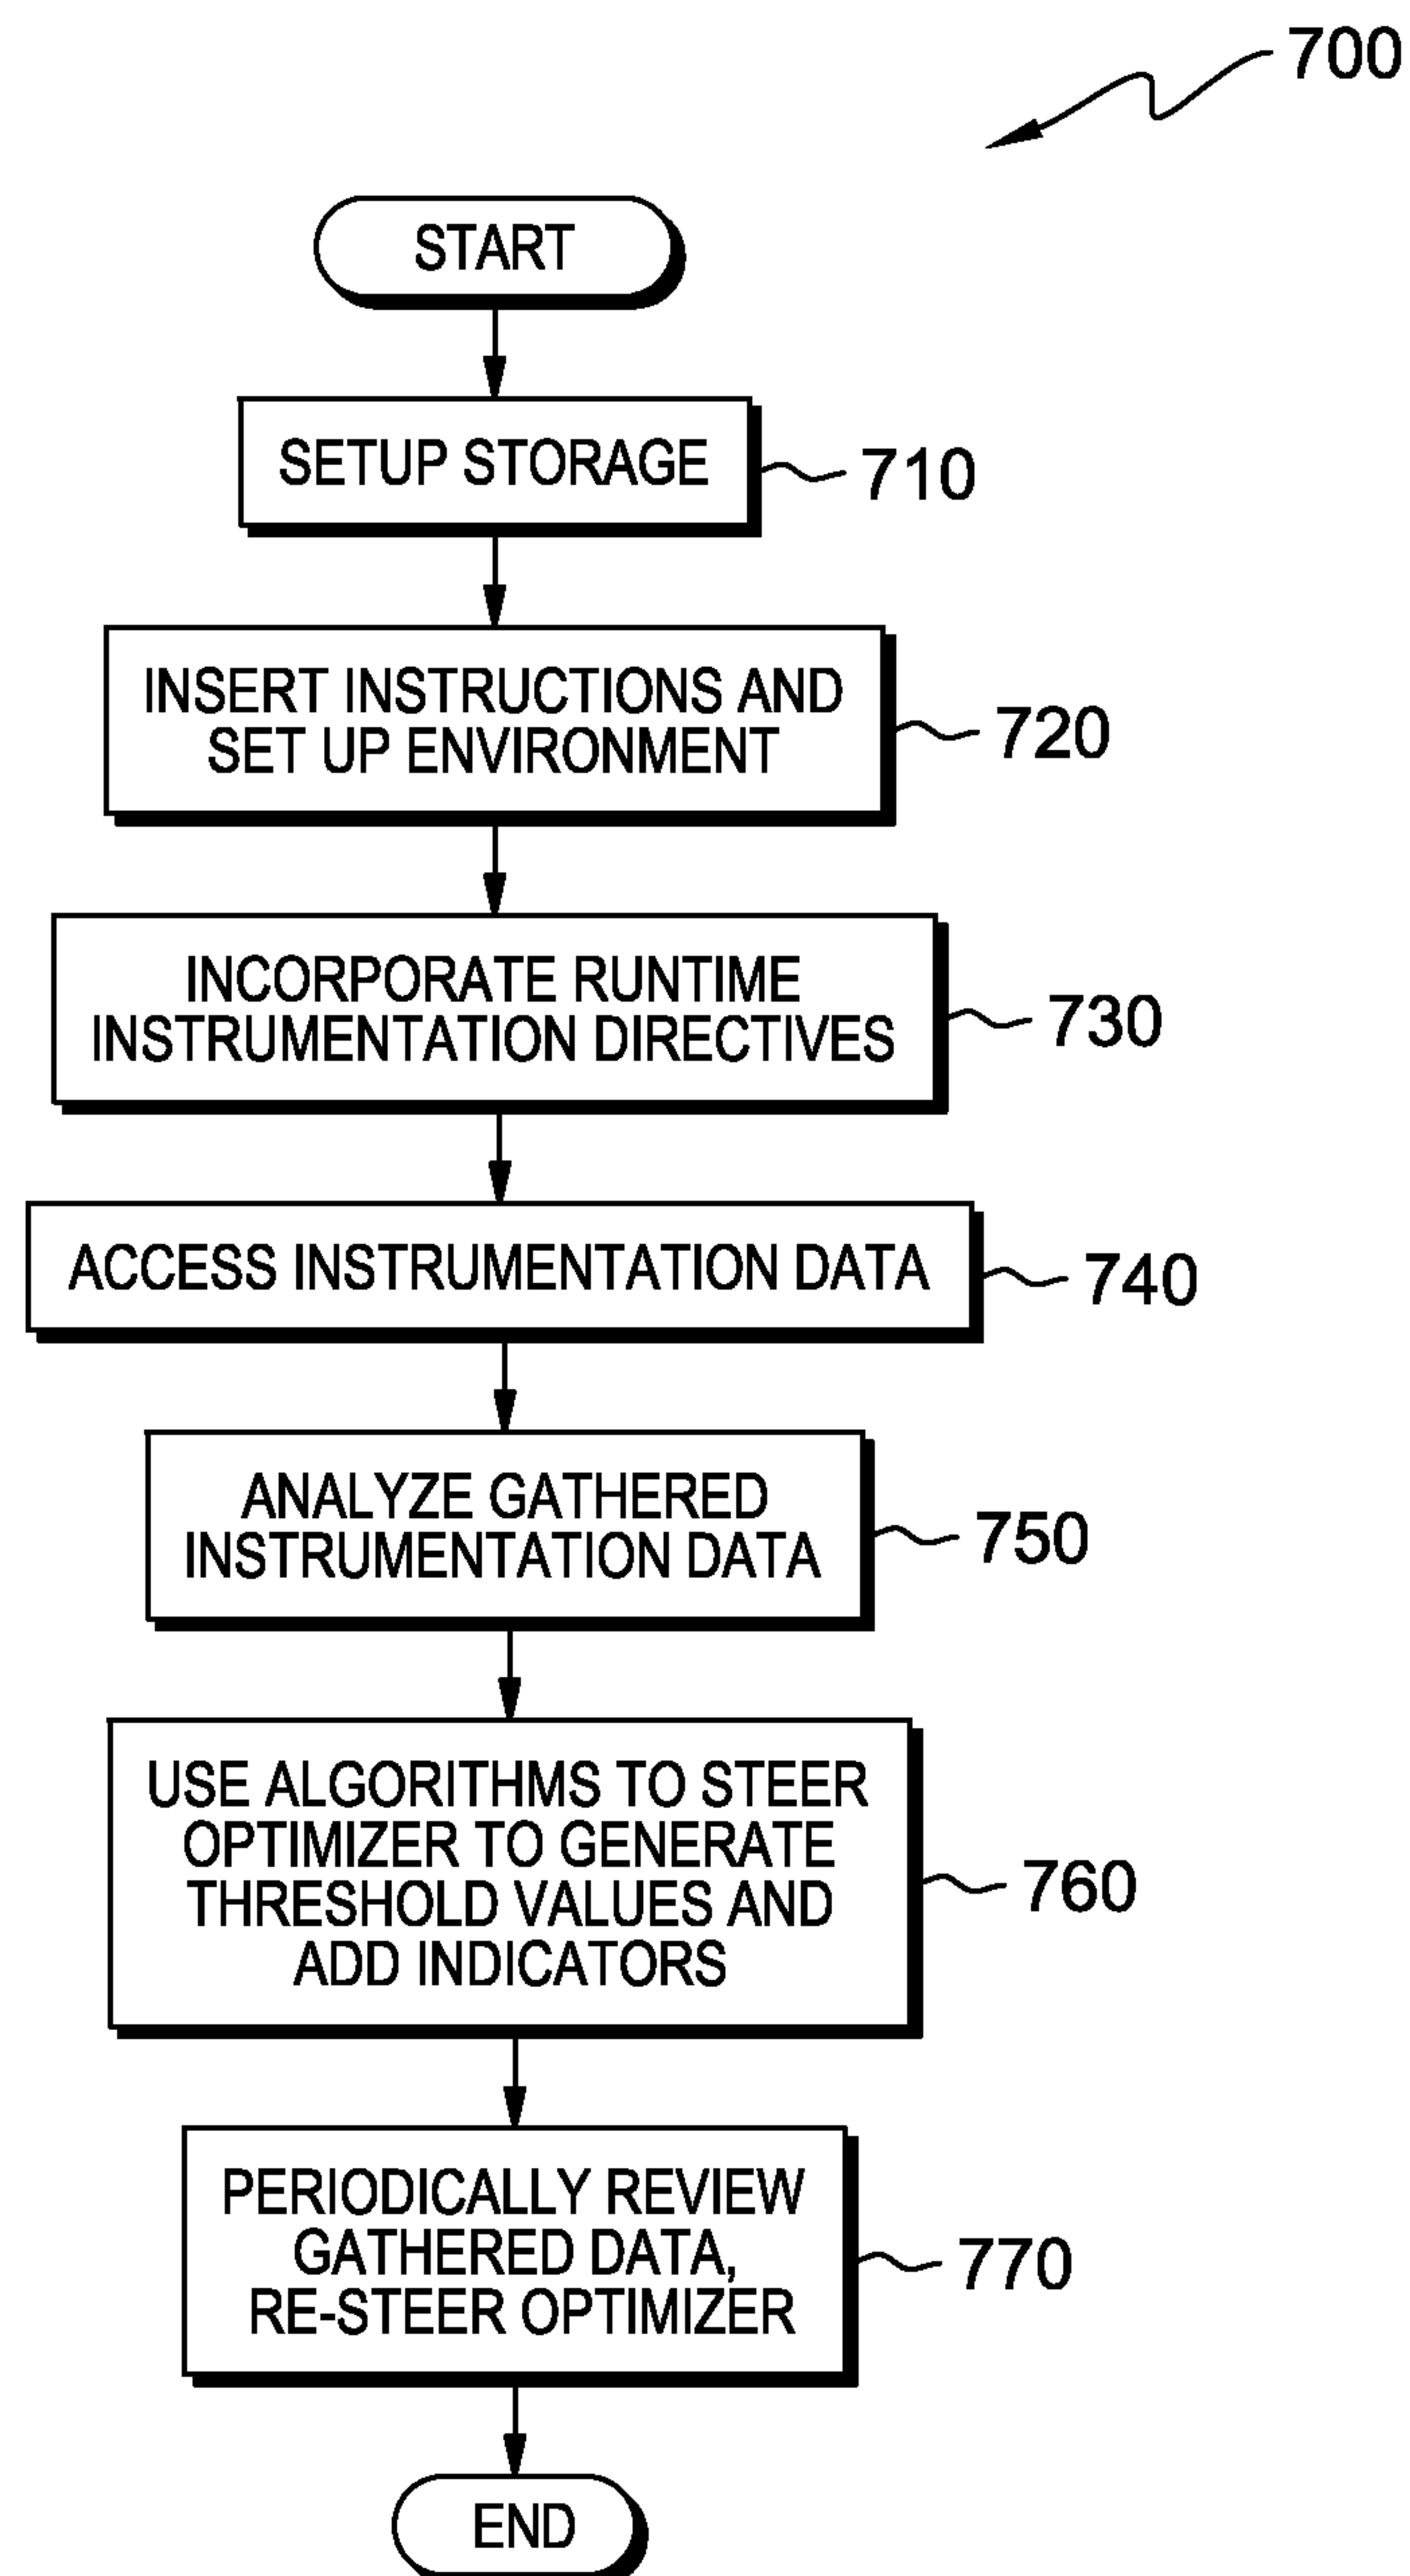 700
START
SETUP STORAGE
710
INSERT INSTRUCTIONS AND
SET UP ENVIRONMENT
720
INCORPORATE RUNTIME
INSTRUMENTATION DIRECTIVES
730
ACCESS INSTRUMENTATION DATA
740
ANALYZE GATHERED
INSTRUMENTATION DATA
750
USE ALGORITHMS TO STEER
OPTIMIZER TO GENERATE
THRESHOLD VALUES AND
ADD INDICATORS
760
PERIODICALLY REVIEW
GATHERED DATA,
RE-STEER OPTIMIZER
770
END